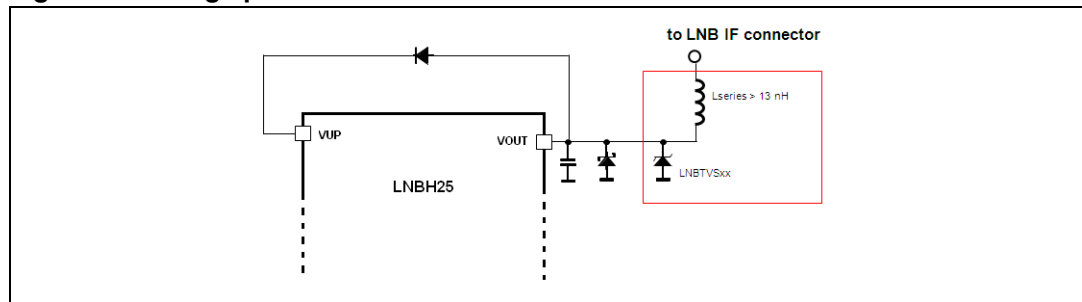 to LNB IF connector
Lseries > 13 nH
VUP
VOUT
LNBTVSxx
LNBH25